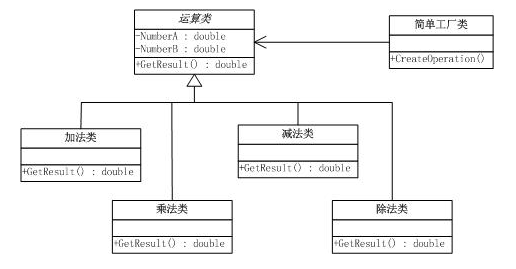 运算类
-NumberA : double
-NumberB : double
+GetResult() : double
简单工厂类
+CreateOperation()
加法类
+GetResult() : double
减法类
+GetResult() : double
乘法类
+GetResult() : double
除法类
+GetResult() : double